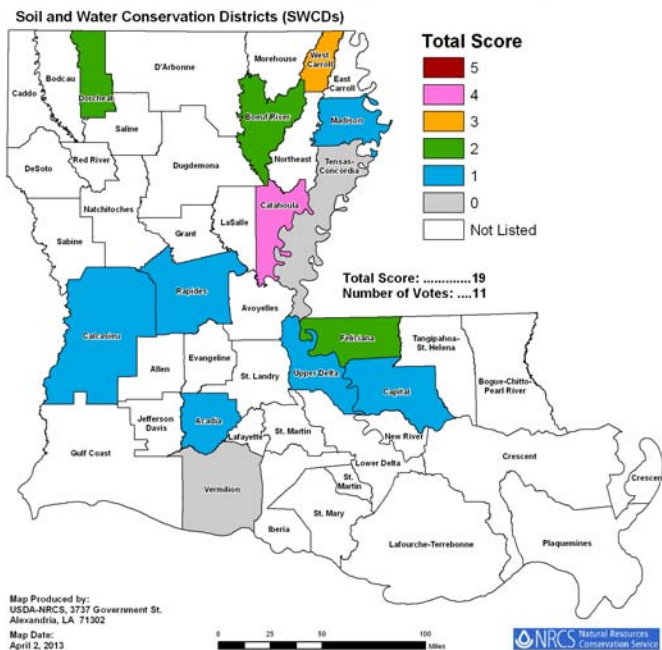 Soil and Water Conservation Districts (SWCDs)
Total Score
5
4
3
2
1
0
Not Listed
Total Score: .............19
Number of Votes: ....11
Caddo
Bodcau
Dorcheat
D'Arbonne
Morehouse
West
Carroll
East
Carroll
Boeuf River
Madison
Saline
Red River
DeSoto
Dugdemona
Northeast
Tensas-
Concordia
Natchitoches
Sabine
Grant
LaSalle
Catahoula
Rapides
Avoyelles
Calcasieu
Allen
Evangeline
St. Landry
Upper Delta
Feliciana
Tangipahoa-
St. Helena
Bogue-Chitto-
Pearl River
Capital
Jefferson
Davis
Acadia
Lafayette
St. Martin
New River
Gulf Coast
Vermilion
Lower Delta
St.
Martin
Iberia
St. Mary
Crescent
Crescent
Lafourche-Terrebonne
Plaquemines
Map Produced by:
USDA-NRCS, 3737 Government St.
Alexandria, LA 71302
Map Date:
April 2, 2013
0 25 50 100
Miles
NRCS Natural Resources
Conservation Service